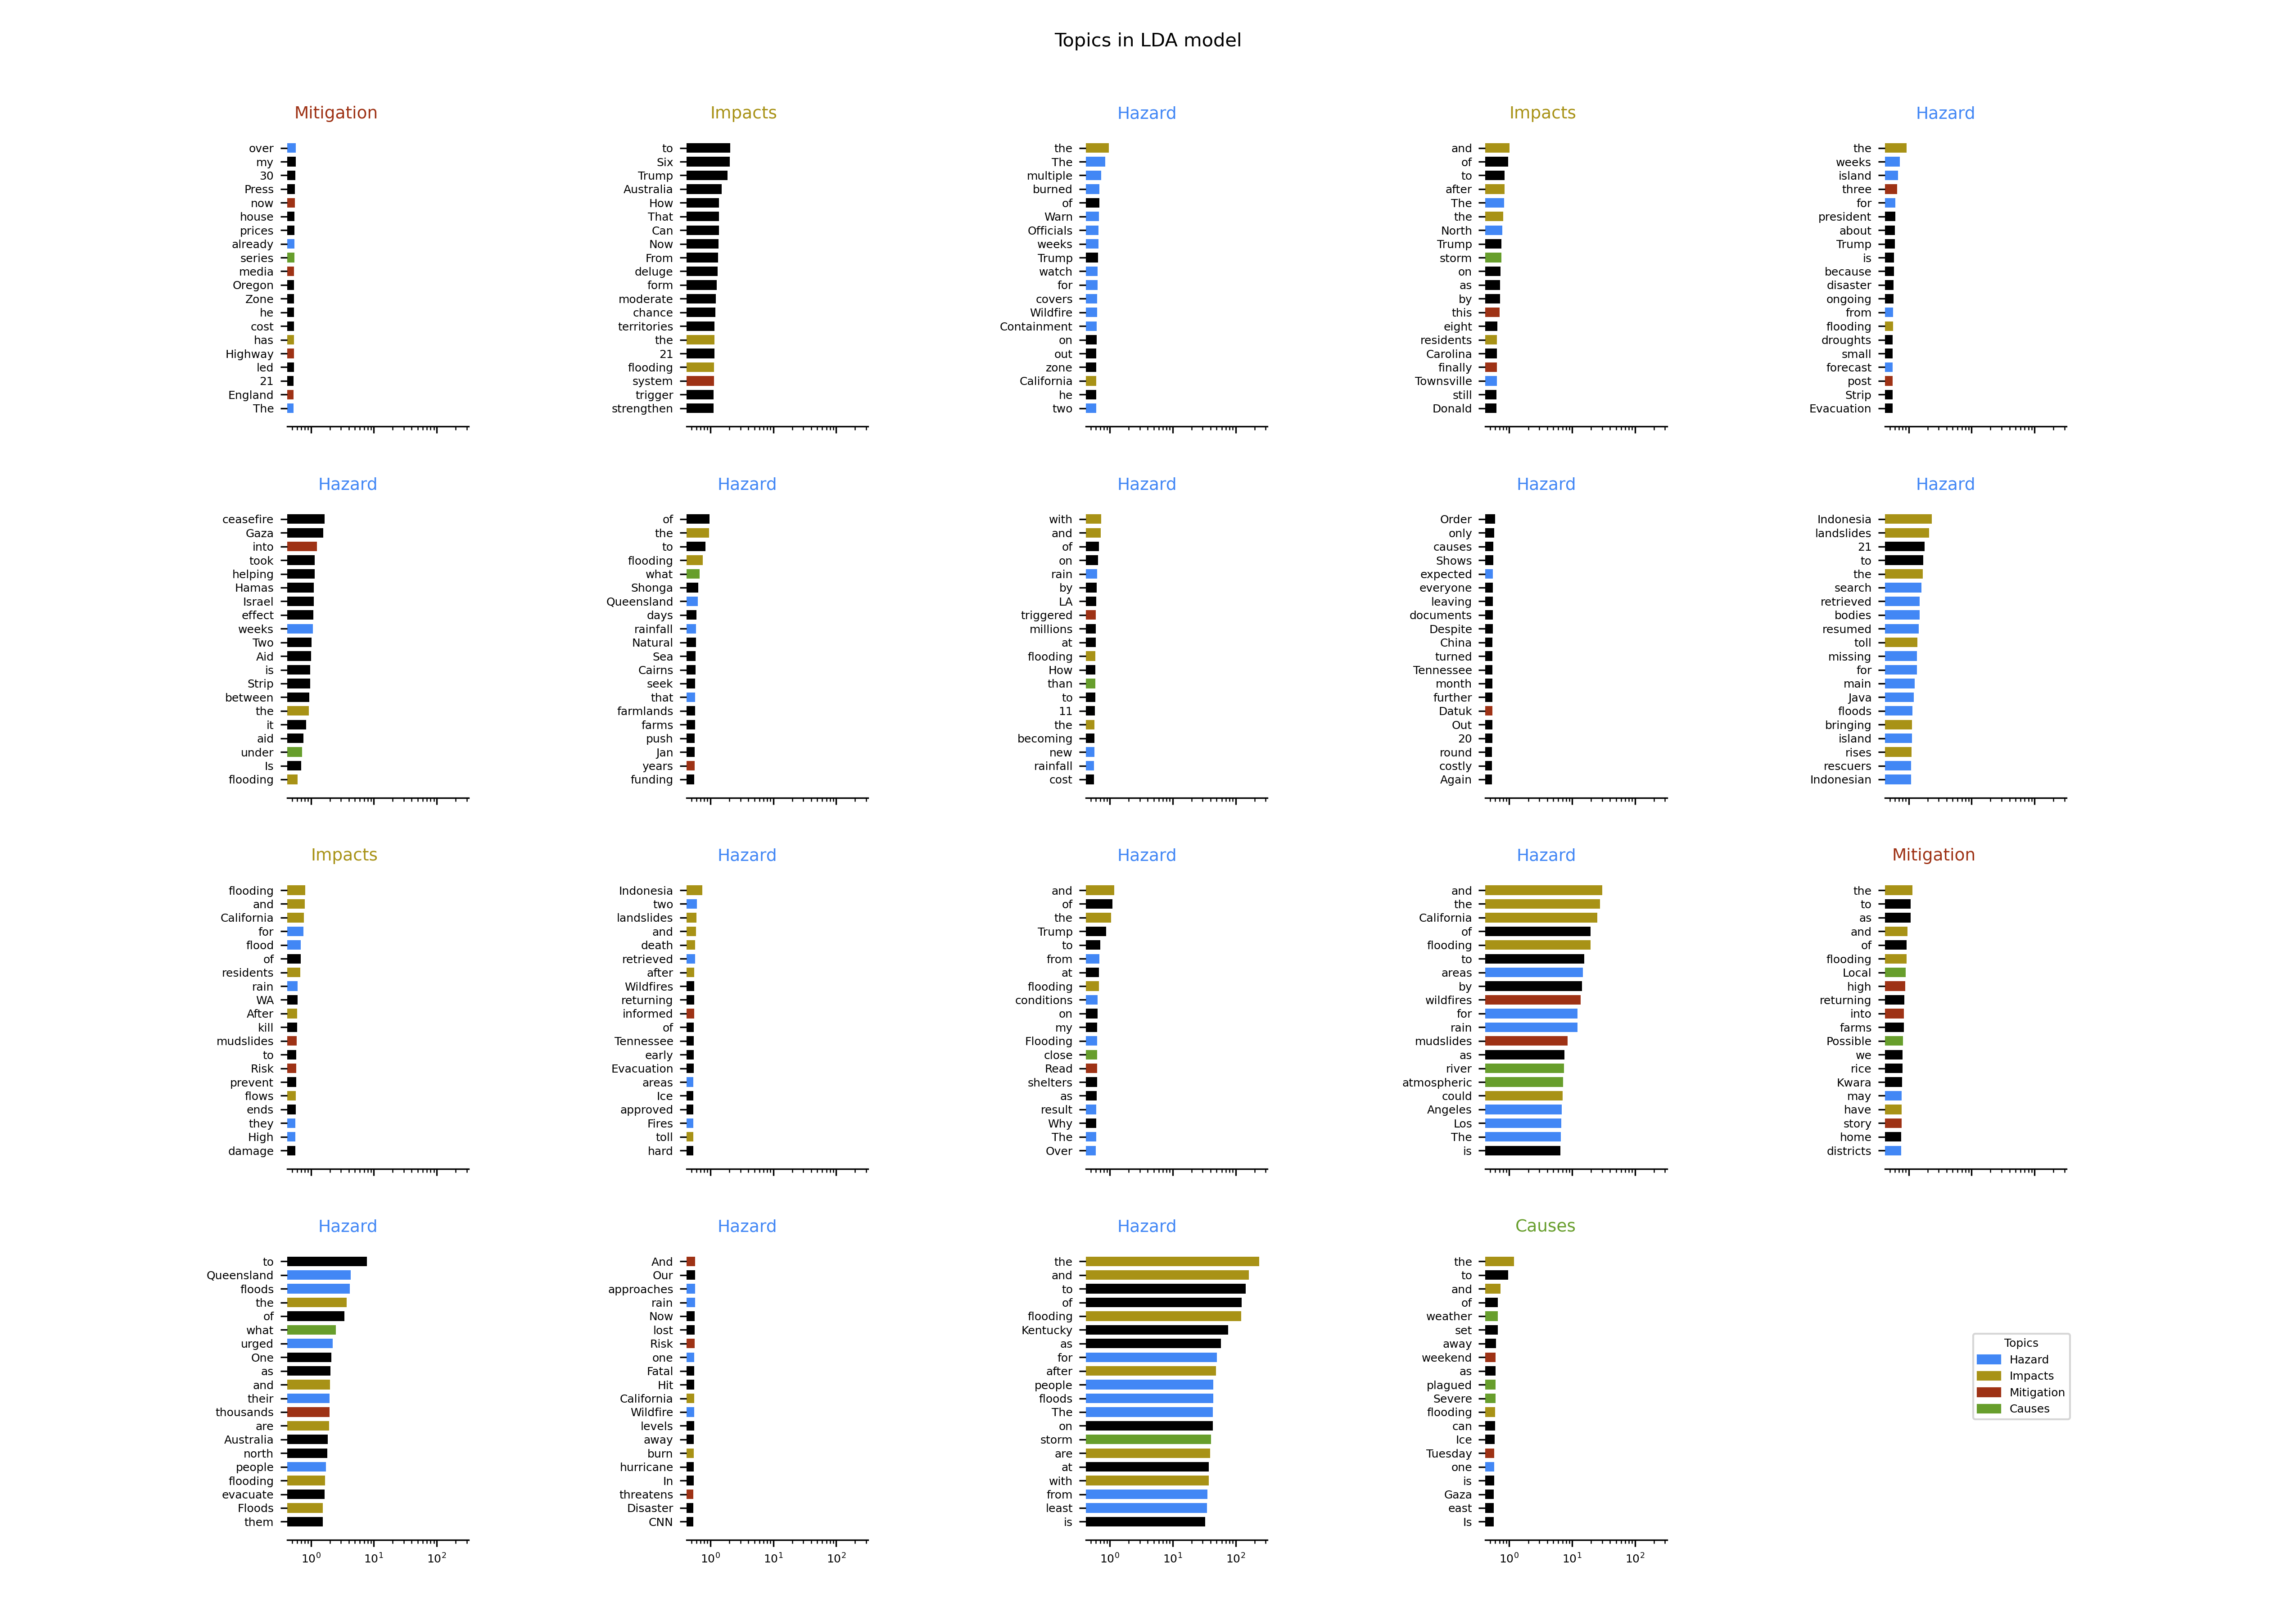 Topics in LDA model
Mitigation
over
my
30
Press
now
house
prices
already
series
media
Oregon
Zone
he
cost
has
Highway
led
21
England
The
Impacts
to
Six
Trump
Australia
How
That
Can
Now
From
deluge
form
moderate
chance
territories
the
21
flooding
system
trigger
strengthen
Hazard
the
The
multiple
burned
of
Warn
Officials
weeks
Trump
watch
for
covers
Wildfire
Containment
on
out
zone
California
he
two
Impacts
and
of
to
after
The
the
North
Trump
storm
on
as
by
this
eight
residents
Carolina
finally
Townsville
still
Donald
Hazard
the
weeks
island
three
for
president
about
Trump
is
because
disaster
ongoing
from
flooding
droughts
small
forecast
post
Strip
Evacuation
Hazard
ceasefire
Gaza
into
took
helping
Hamas
Israel
effect
weeks
Two
Aid
is
Strip
between
the
it
aid
under
Is
flooding
Hazard
of
the
to
flooding
what
Shonga
Queensland
days
rainfall
Natural
Sea
Cairns
seek
that
farmlands
farms
push
Jan
years
funding
Hazard
with
and
of
on
rain
by
LA
triggered
millions
at
flooding
How
than
to
11
the
becoming
new
rainfall
cost
Hazard
Order
only
causes
Shows
expected
everyone
leaving
documents
Despite
China
turned
Tennessee
month
further
Datuk
Out
20
round
costly
Again
Hazard
Indonesia
landslides
21
to
the
search
retrieved
bodies
resumed
toll
missing
for
main
Java
floods
bringing
island
rises
rescuers
Indonesian
Impacts
flooding
and
California
for
flood
of
residents
rain
WA
After
kill
mudslides
to
Risk
prevent
flows
ends
they
High
damage
Hazard
Indonesia
two
landslides
and
death
retrieved
after
Wildfires
returning
informed
of
Tennessee
early
Evacuation
areas
Ice
approved
Fires
toll
hard
Hazard
and
of
the
Trump
to
from
at
flooding
conditions
on
my
Flooding
close
Read
shelters
as
result
Why
The
Over
Hazard
and
the
California
of
flooding
to
areas
by
wildfires
for
rain
mudslides
as
river
atmospheric
could
Angeles
Los
The
is
Mitigation
the
to
as
and
of
flooding
Local
high
returning
into
farms
Possible
we
rice
Kwara
may
have
story
home
districts
Hazard
to
Queensland
floods
the
of
what
urged
One
as
and
their
thousands
are
Australia
north
people
flooding
evacuate
Floods
them
10⁰ 10¹ 10²
Hazard
And
Our
approaches
rain
Now
lost
Risk
one
Fatal
Hit
California
Wildfire
levels
away
burn
hurricane
In
threatens
Disaster
CNN
10⁰ 10¹ 10²
Hazard
the
and
to
of
flooding
Kentucky
as
for
after
people
floods
The
on
storm
are
at
with
from
least
is
10⁰ 10¹ 10²
Causes
the
to
and
of
weather
set
away
weekend
as
plagued
Severe
flooding
can
Ice
Tuesday
one
is
Gaza
east
Is
10⁰ 10¹ 10²
Topics
Hazard
Impacts
Mitigation
Causes